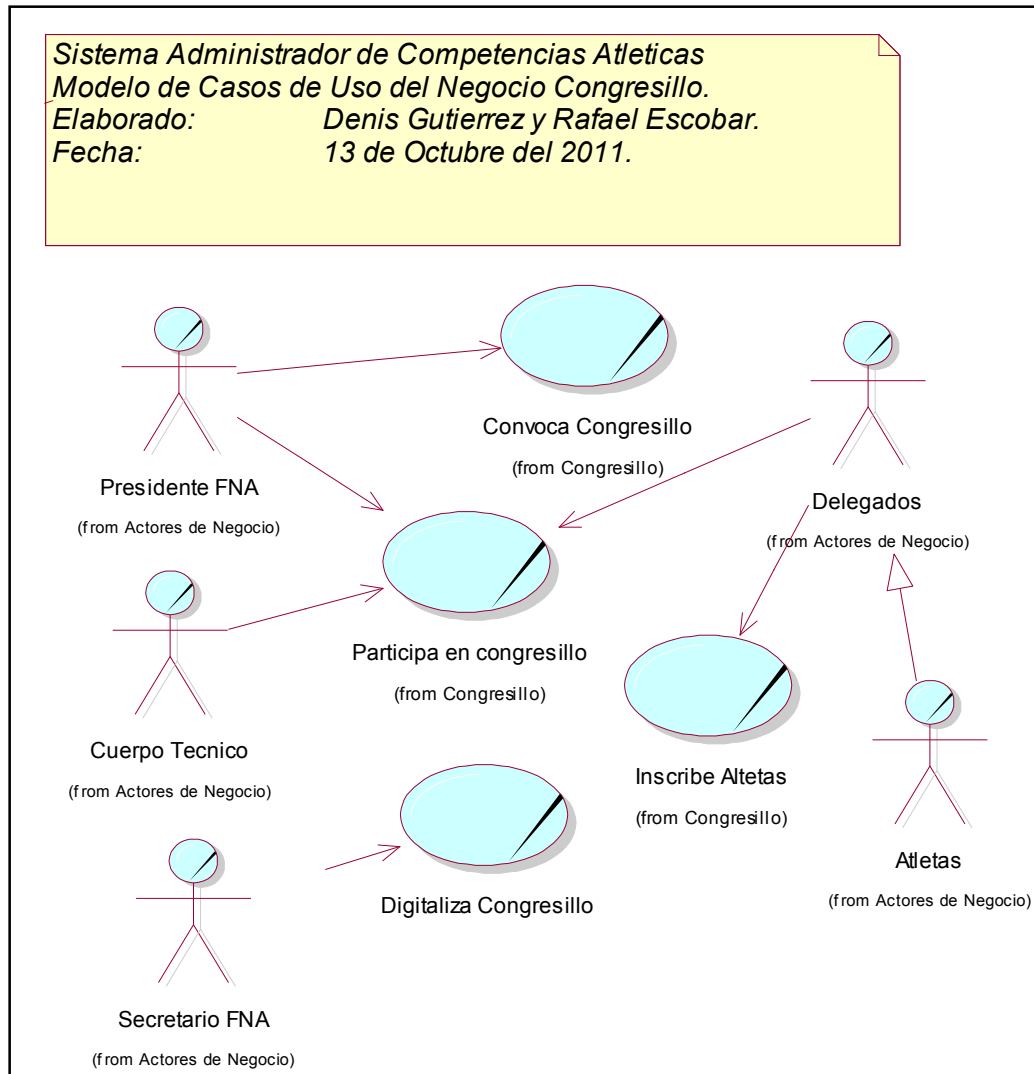 Sistema Administrador de Competencias Atleticas
Modelo de Casos de Uso del Negocio Congresillo.
Elaborado: Denis Gutierrez y Rafael Escobar.
Fecha: 13 de Octubre del 2011.
Convoca Congresillo
(from Congresillo)
Presidente FNA
(from Actores de Negocio)
Delegados
(from Actores de Negocio)
Participa en congresillo
(from Congresillo)
Cuerpo Tecnico
(from Actores de Negocio)
Inscribe Altetas
(from Congresillo)
Atletas
(from Actores de Negocio)
Digitaliza Congresillo
Secretario FNA
(from Actores de Negocio)